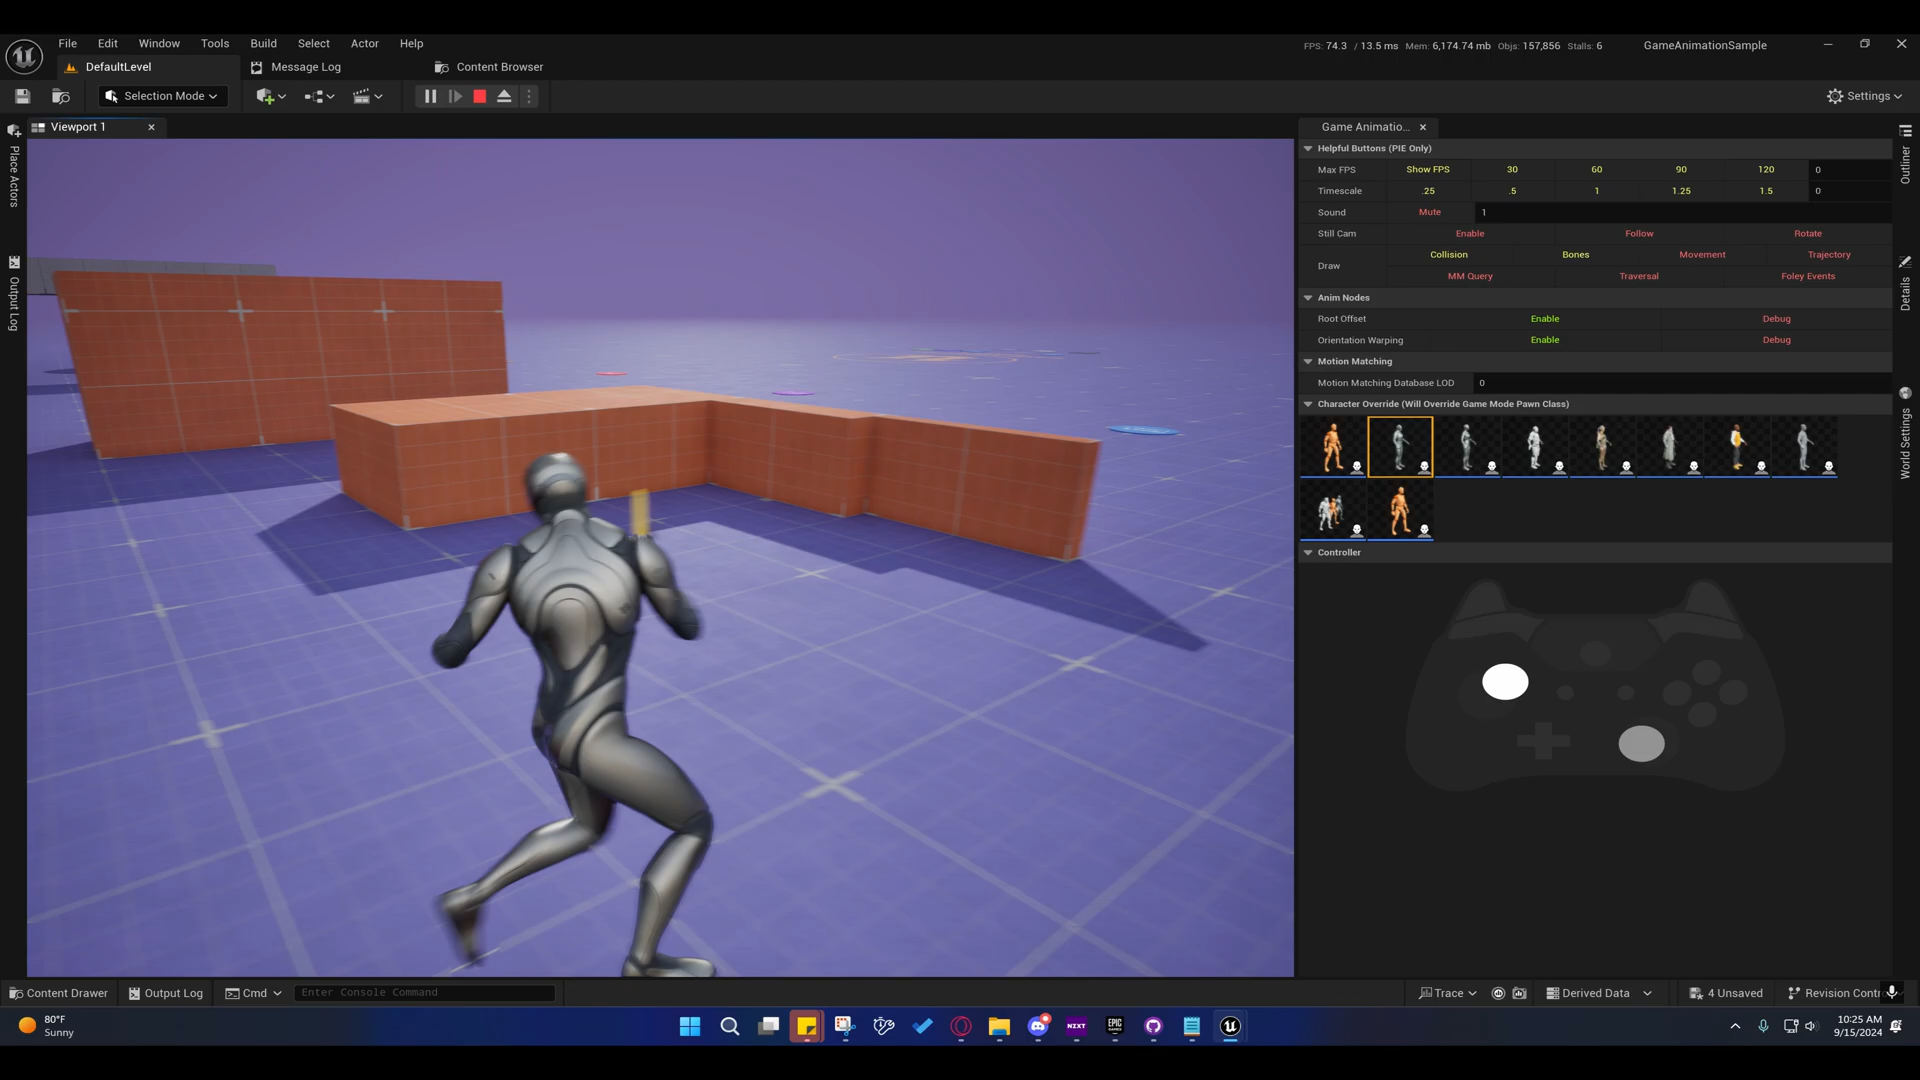 File Edit Window Tools Build Select Actor Help
FPS: 74.3 / 13.5 ms Mem: 6,174.74 mb Objs: 157,856 Stalls: 6
GameAnimationSample
DefaultLevel
Message Log
Content Browser
Selection Mode
Settings
Viewport 1
Place Actors
Output Log
Game Animatio...
Helpful Buttons (PIE Only)
Max FPS Show FPS 30 60 90 120 0
Timescale .25 .5 1 1.25 1.5 0
Sound Mute 1
Still Cam Enable Follow Rotate
Draw
Collision Bones Movement Trajectory
MM Query Traversal Foley Events
Anim Nodes
Root Offset Enable Debug
Orientation Warping Enable Debug
Motion Matching
Motion Matching Database LOD 0
Character Override (Will Override Game Mode Pawn Class)
Controller
Outliner
Details
World Settings
Content Drawer
Output Log
Cmd
Enter Console Command
Trace
Derived Data
4 Unsaved
Revision Contr
80°F
Sunny
NZXT
EPIC
GAMES
10:25 AM
9/15/2024